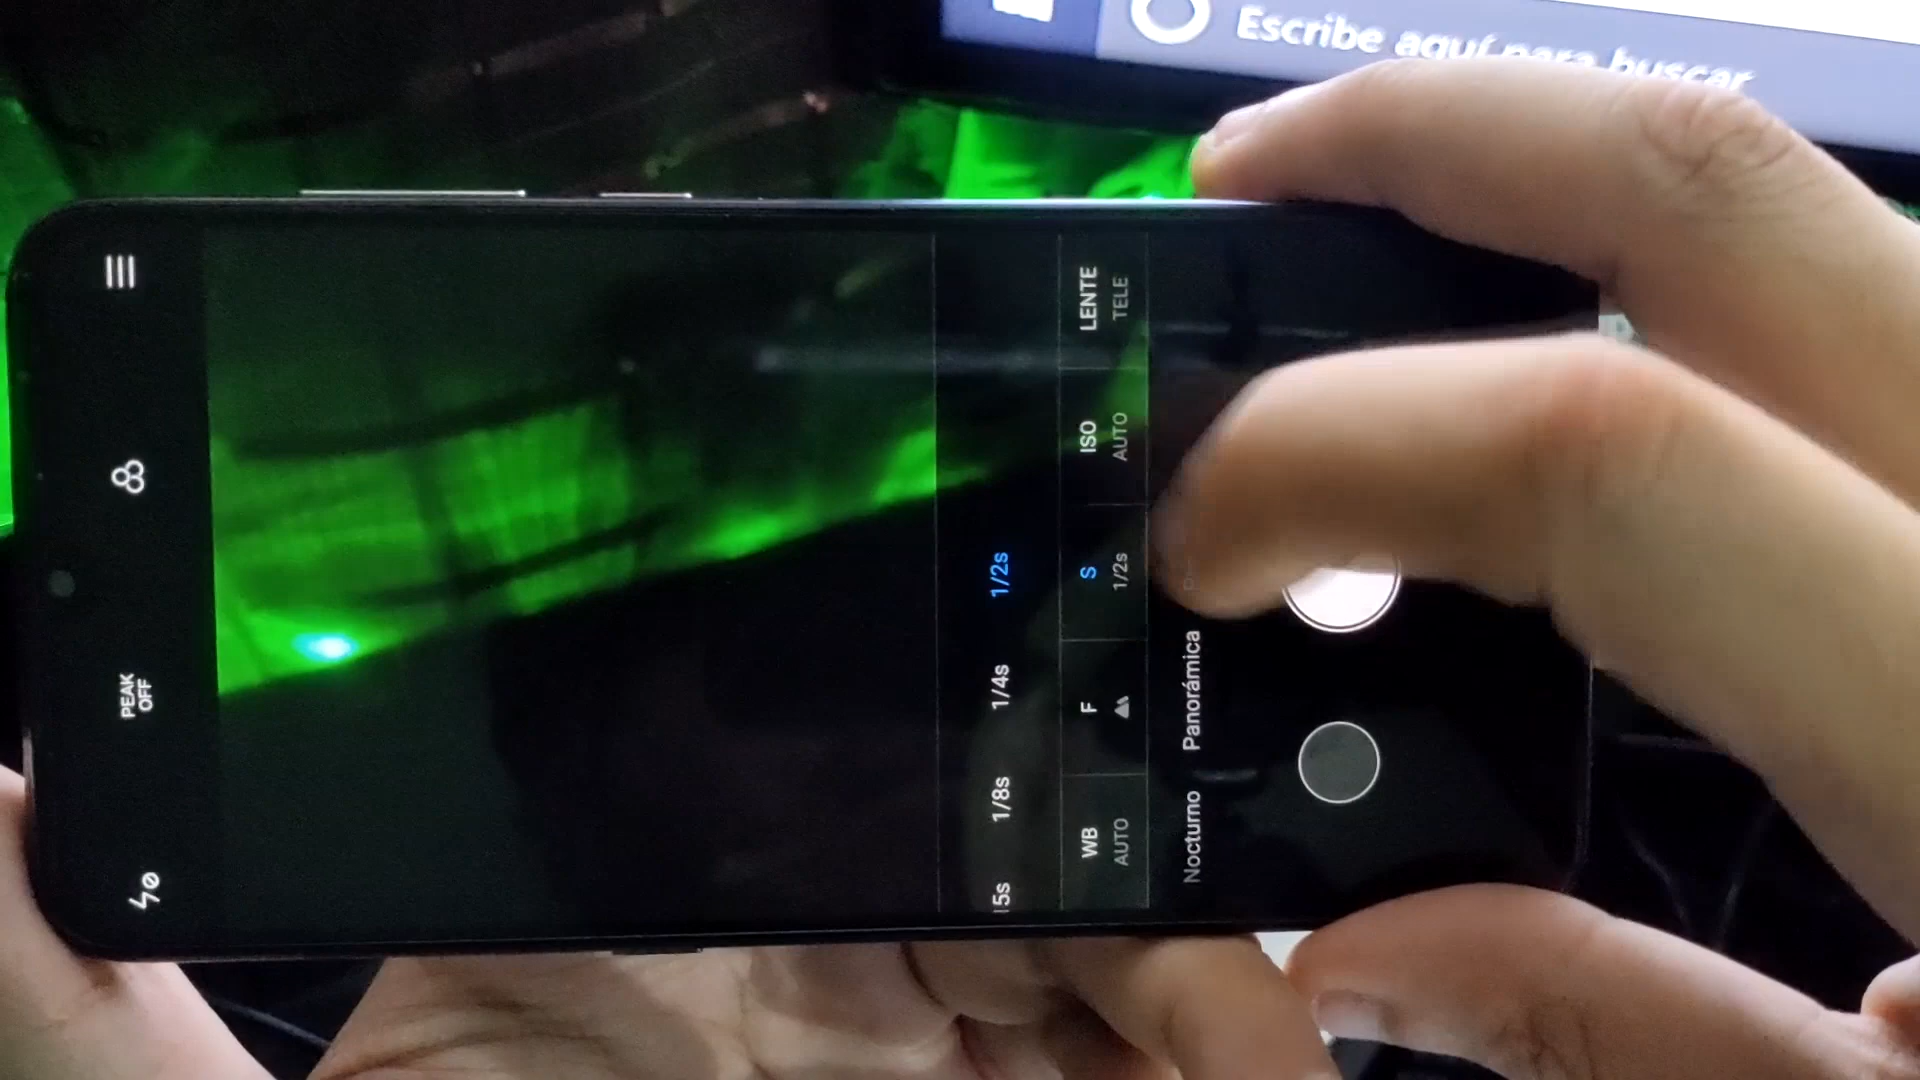 Escribe aquí para buscar
PEAK
OFF
1/2s
1/4s
1/8s
15s
WB
AUTO
F
S
1/2s
ISO
AUTO
LENTE
TELE
Nocturno
Panorámica